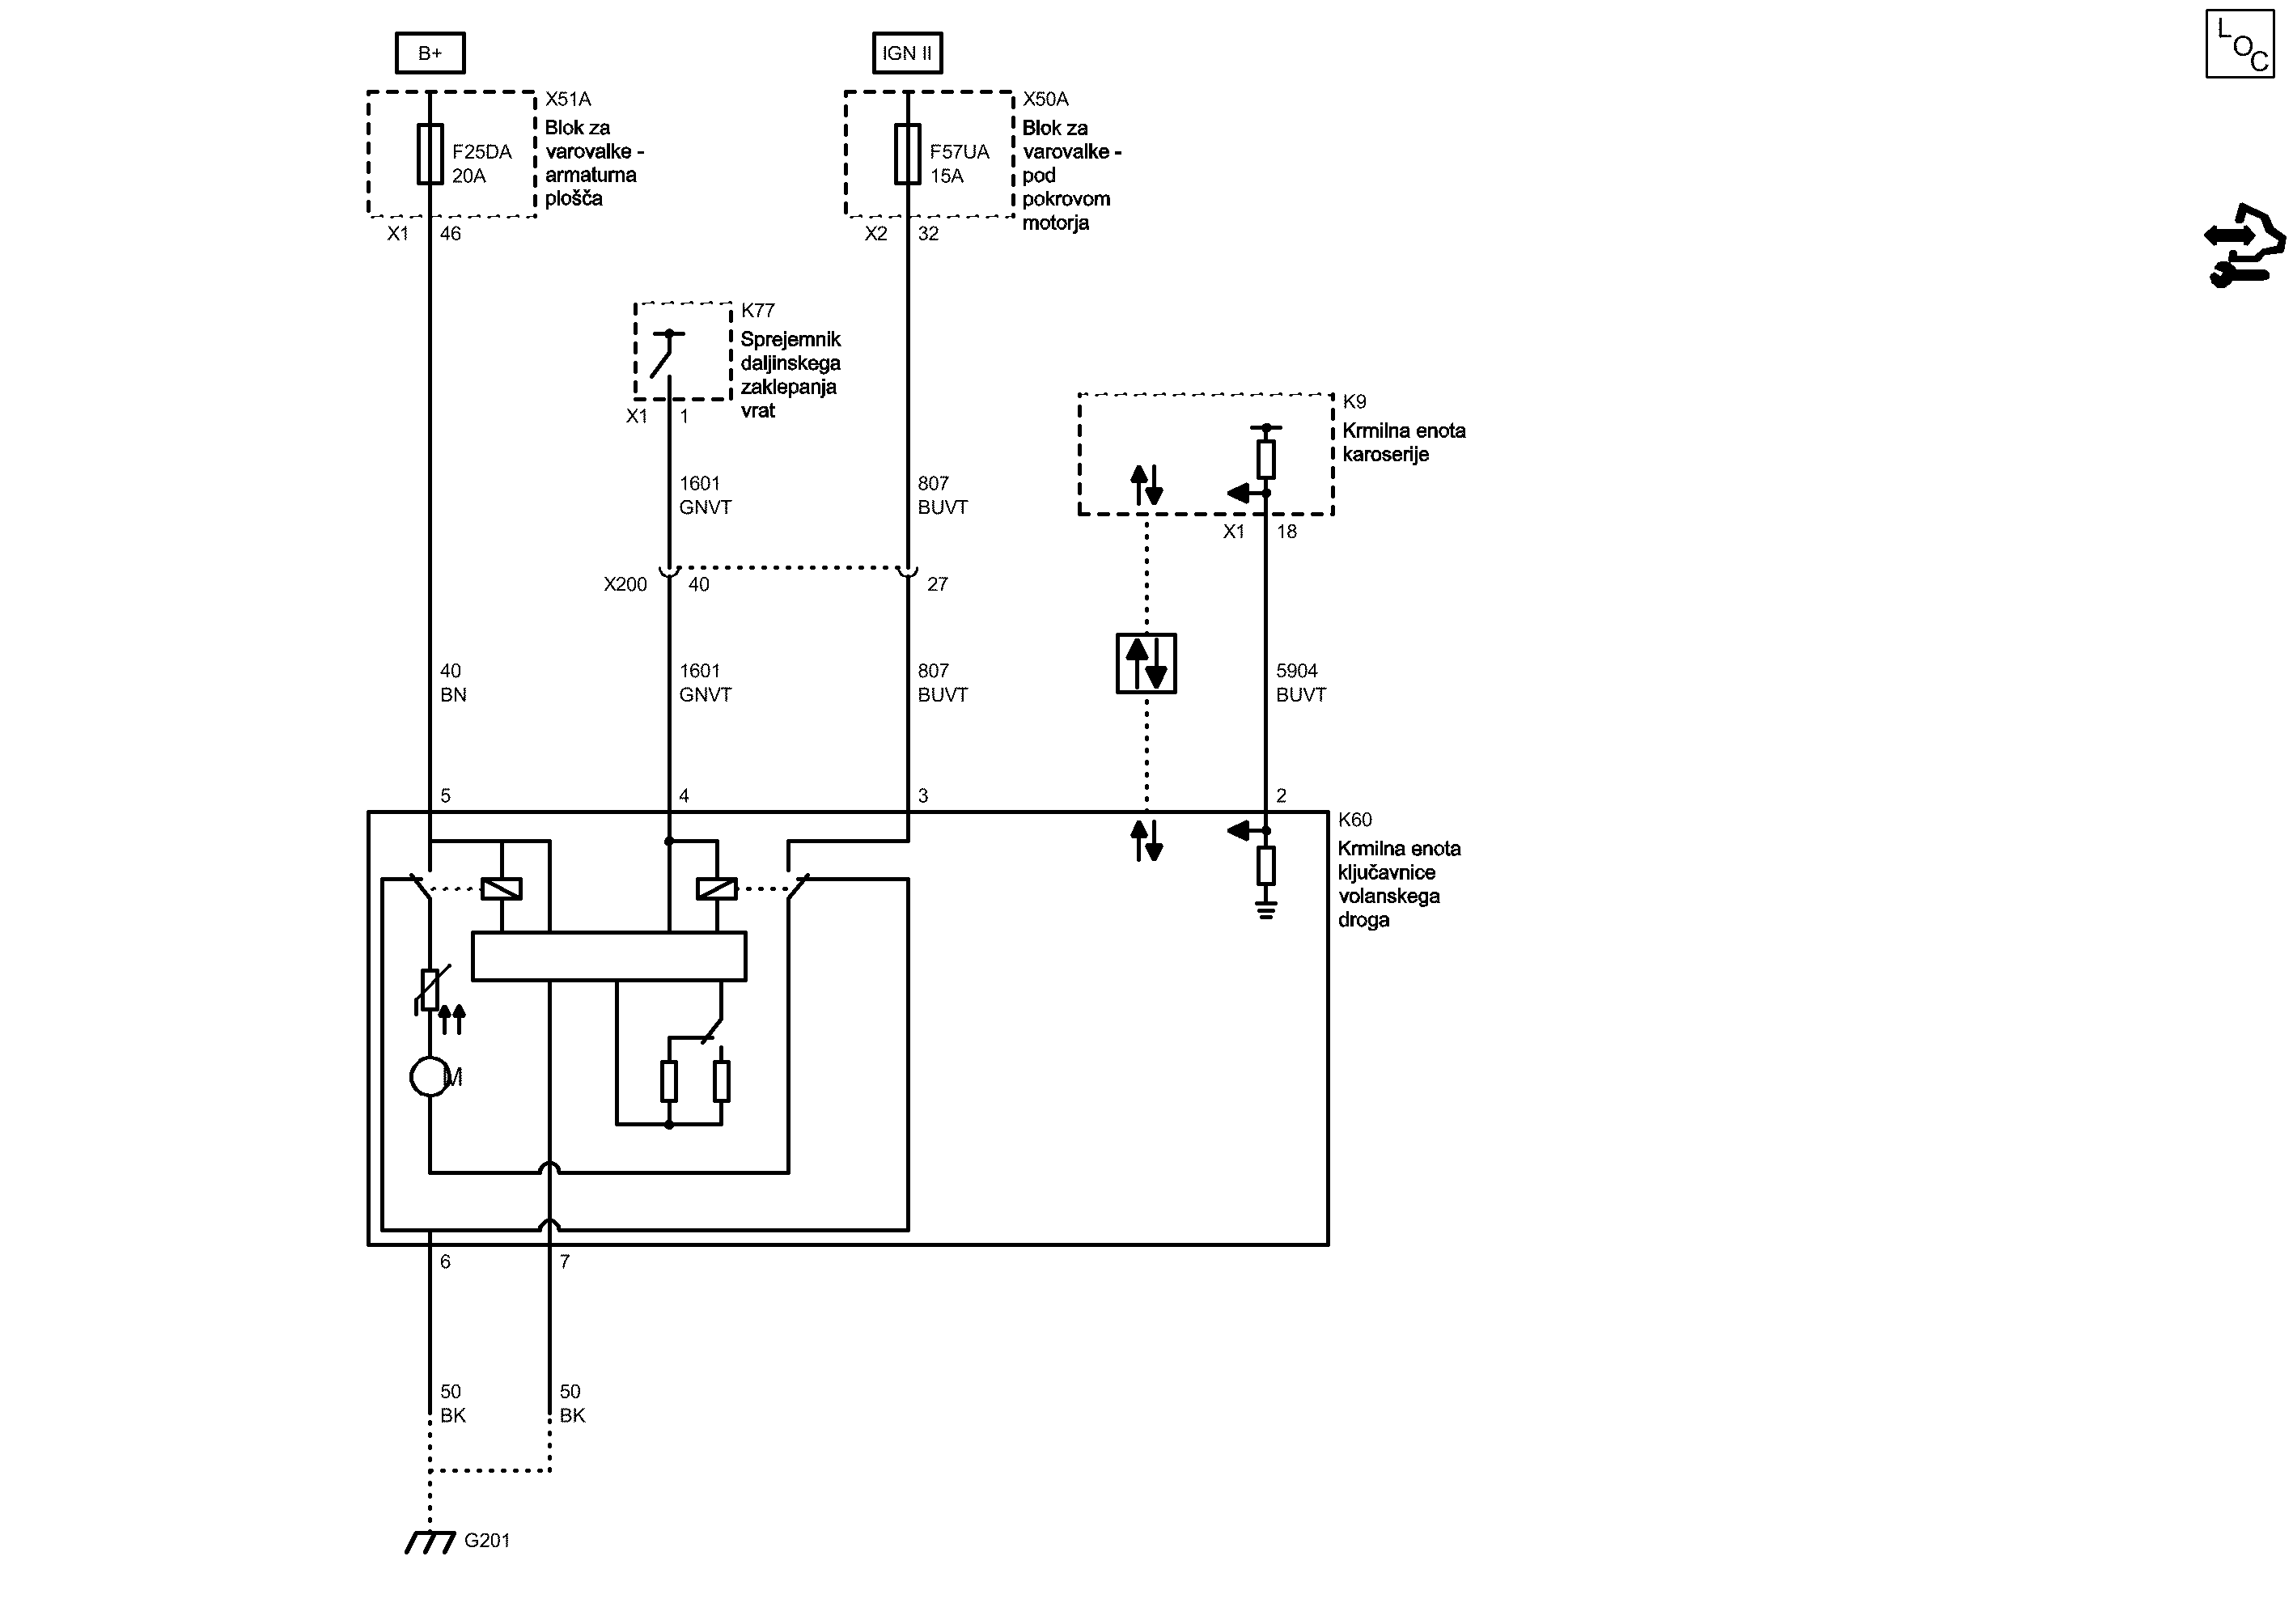 B+
IGN II
LOC
X51A
Blok za
varovalke -
armaturna
plošča
F25DA
20A
X1 46
X50A
Blok za
varovalke -
pod
pokrovom
motorja
F57UA
15A
X2 32
K77
Sprejemnik
daljinskega
zaklepanja
vrat
X1 1
K9
Krmilna enota
karoserije
X1 18
1601
GNVT
807
BUVT
X200 40 27
40
BN
1601
GNVT
807
BUVT
5904
BUVT
5 4 3 2
K60
Krmilna enota
ključavnice
volanskega
droga
M
6 7
50
BK
50
BK
G201